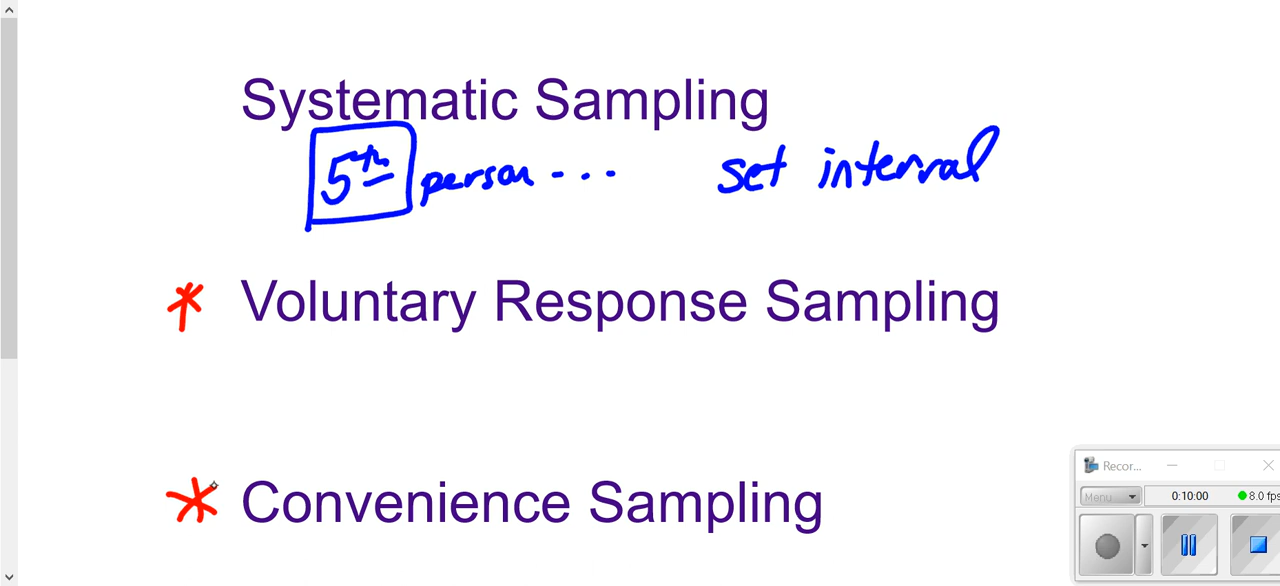 Systematic Sampling
5th person... set interval
* Voluntary Response Sampling
* Convenience Sampling
Recor...
Menu 0:10:00 8.0 fps